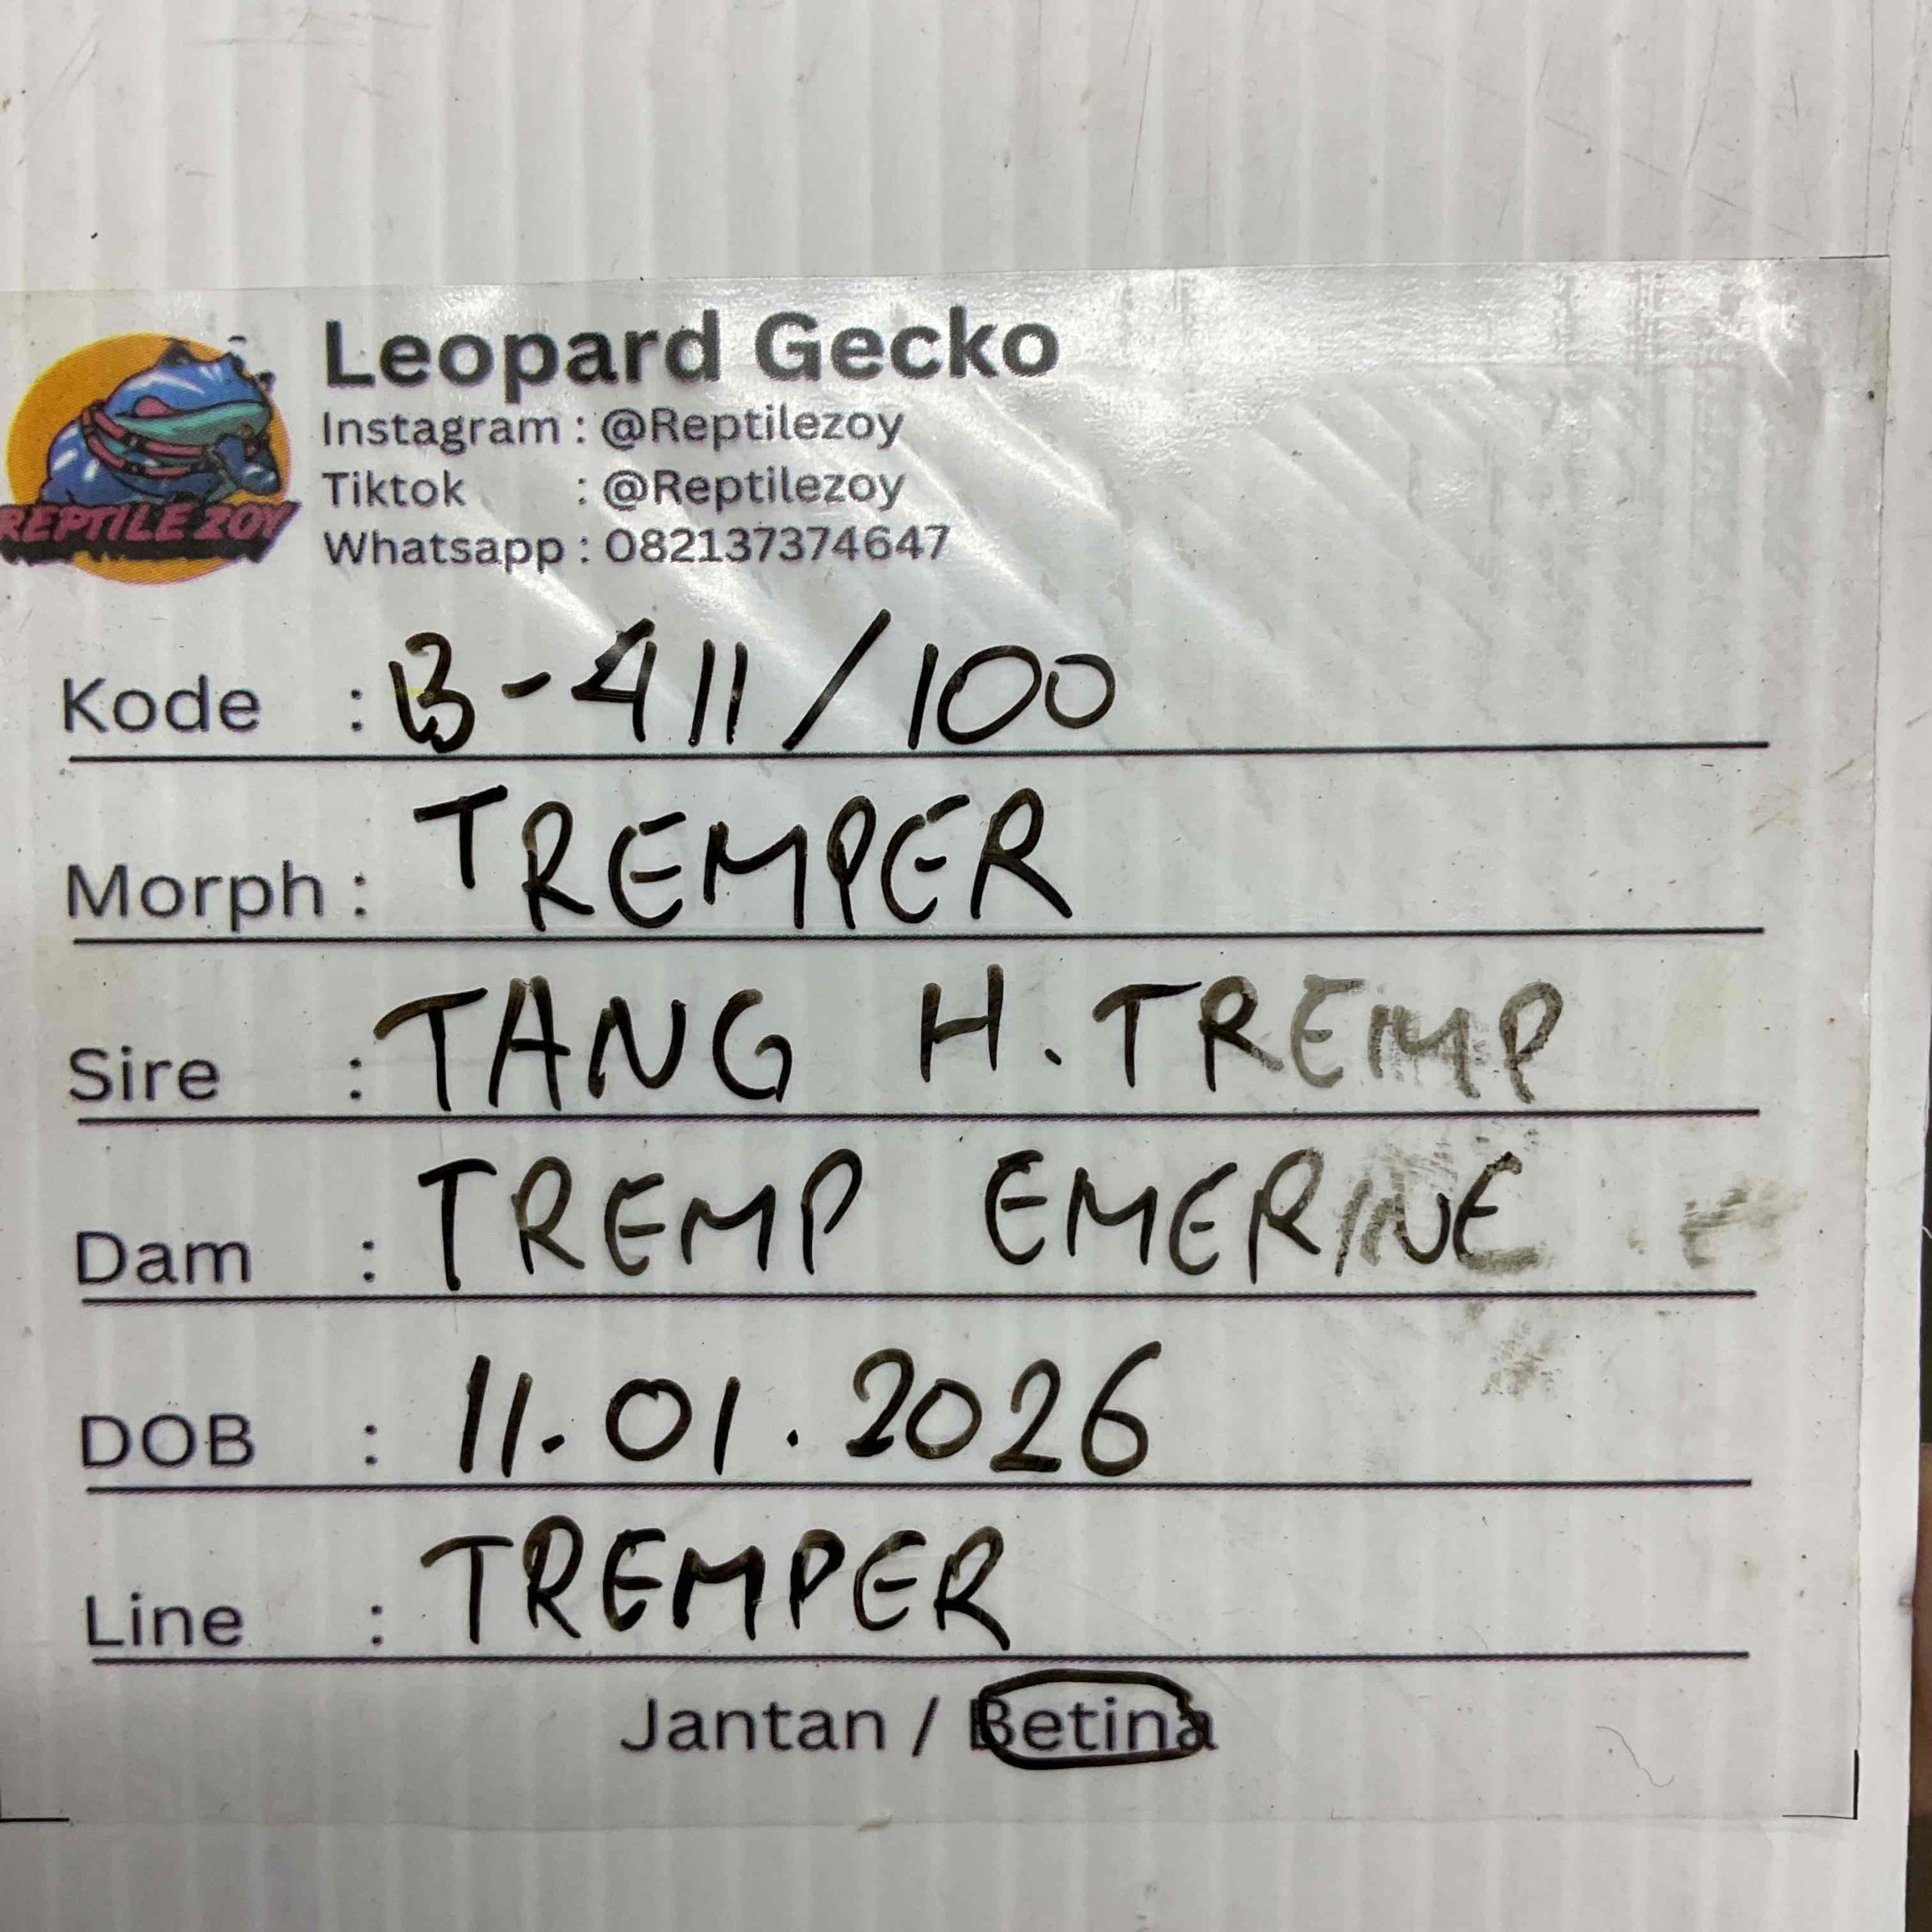 REPTILE ZOY
Leopard Gecko
Instagram : @Reptilezoy
Tiktok : @Reptilezoy
Whatsapp : 082137374647
Kode : B-411/100
Morph : TREMPER
Sire : TANG H.TREMP
Dam : TREMP EMERINE
DOB : 11.01.2026
Line : TREMPER
Jantan / Betina